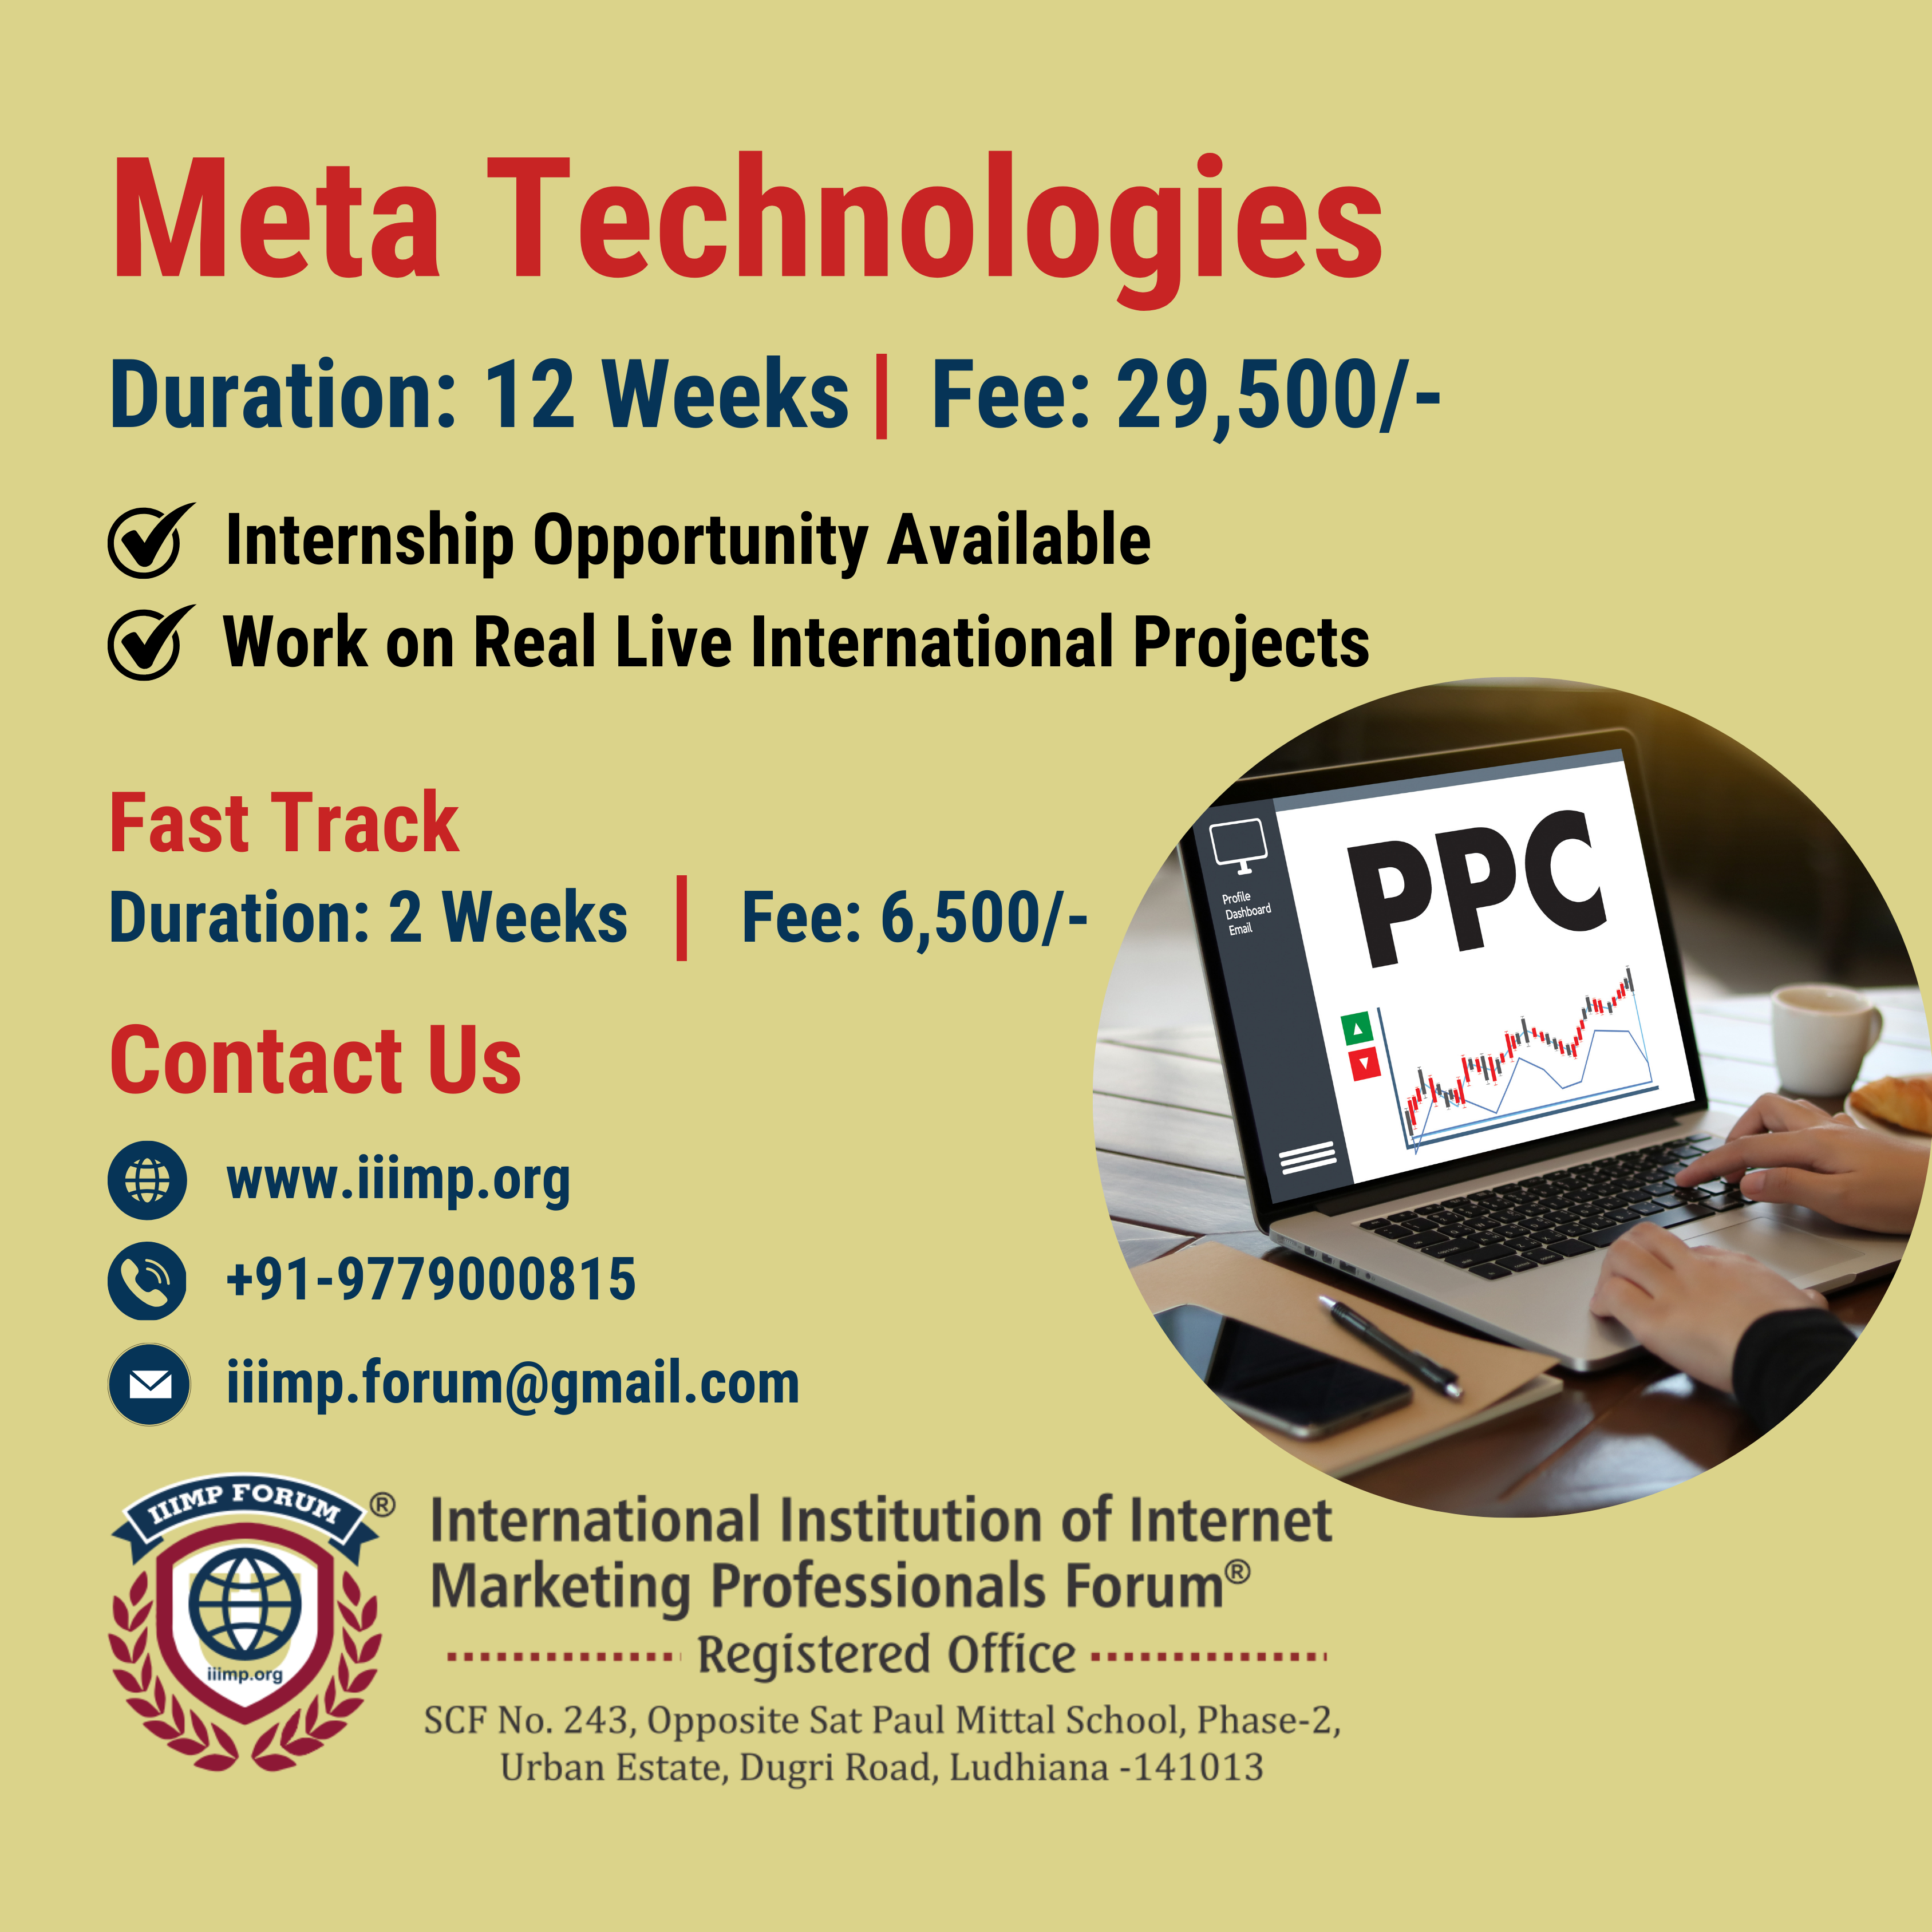 Meta Technologies
Duration: 12 Weeks | Fee: 29,500/-
Internship Opportunity Available
Work on Real Live International Projects
Fast Track
Duration: 2 Weeks | Fee: 6,500/-
PPC
Profile
Dashboard
Email
Contact Us
www.iiimp.org
+91-9779000815
iiimp.forum@gmail.com
IIIMP FORUM ®
iiimp.org
International Institution of Internet
Marketing Professionals Forum®
Registered Office
SCF No. 243, Opposite Sat Paul Mittal School, Phase-2,
Urban Estate, Dugri Road, Ludhiana -141013